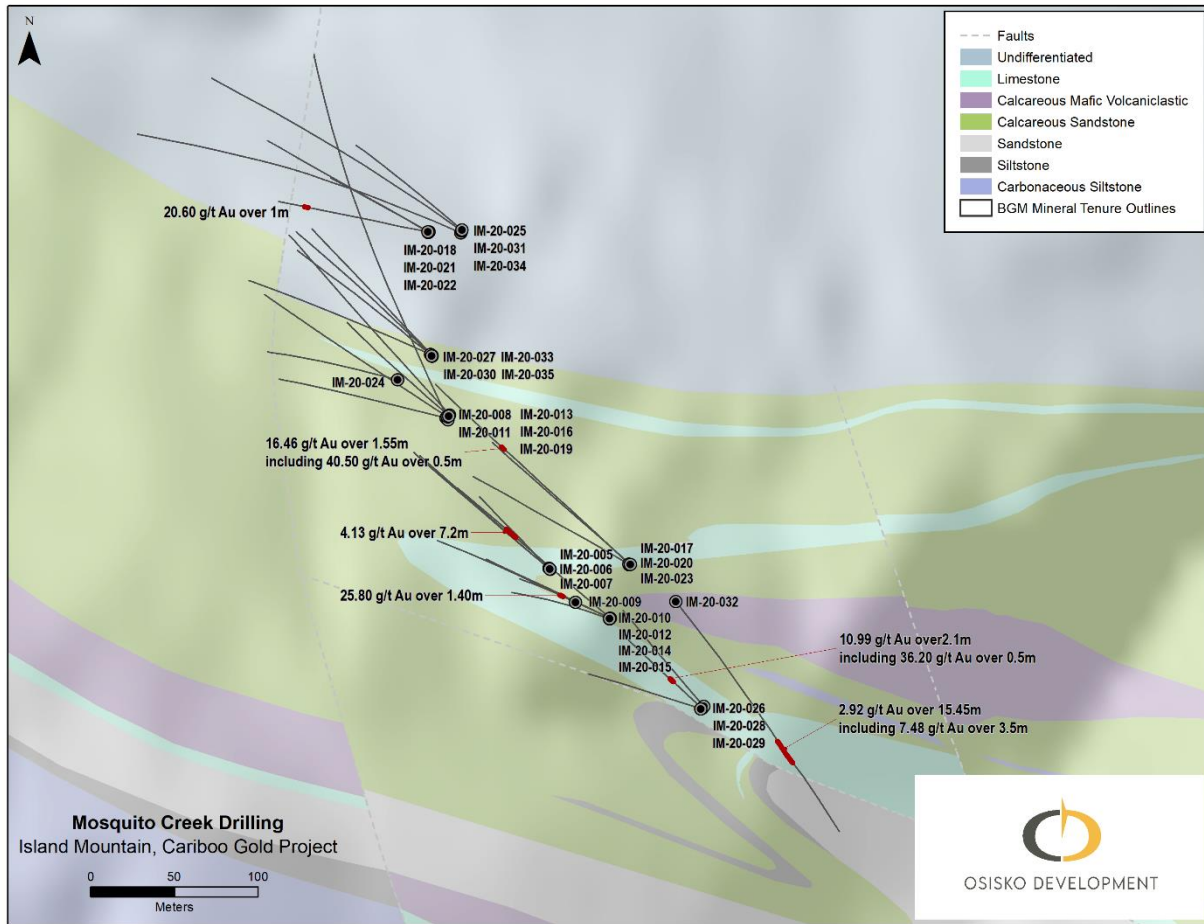 N
Faults
Undifferentiated
Limestone
Calcareous Mafic Volcaniclastic
Calcareous Sandstone
Sandstone
Siltstone
Carbonaceous Siltstone
BGM Mineral Tenure Outlines
20.60 g/t Au over 1m
IM-20-018
IM-20-021
IM-20-022
IM-20-025
IM-20-031
IM-20-034
IM-20-027 IM-20-033
IM-20-030 IM-20-035
IM-20-024
IM-20-008 IM-20-013
IM-20-011 IM-20-016
IM-20-019
16.46 g/t Au over 1.55m
including 40.50 g/t Au over 0.5m
4.13 g/t Au over 7.2m
IM-20-005
IM-20-006
IM-20-007
IM-20-017
IM-20-020
IM-20-023
25.80 g/t Au over 1.40m
IM-20-009
IM-20-032
IM-20-010
IM-20-012
IM-20-014
IM-20-015
10.99 g/t Au over2.1m
including 36.20 g/t Au over 0.5m
IM-20-026
IM-20-028
IM-20-029
2.92 g/t Au over 15.45m
including 7.48 g/t Au over 3.5m
Mosquito Creek Drilling
Island Mountain, Cariboo Gold Project
0 50 100
Meters
OSISKO DEVELOPMENT